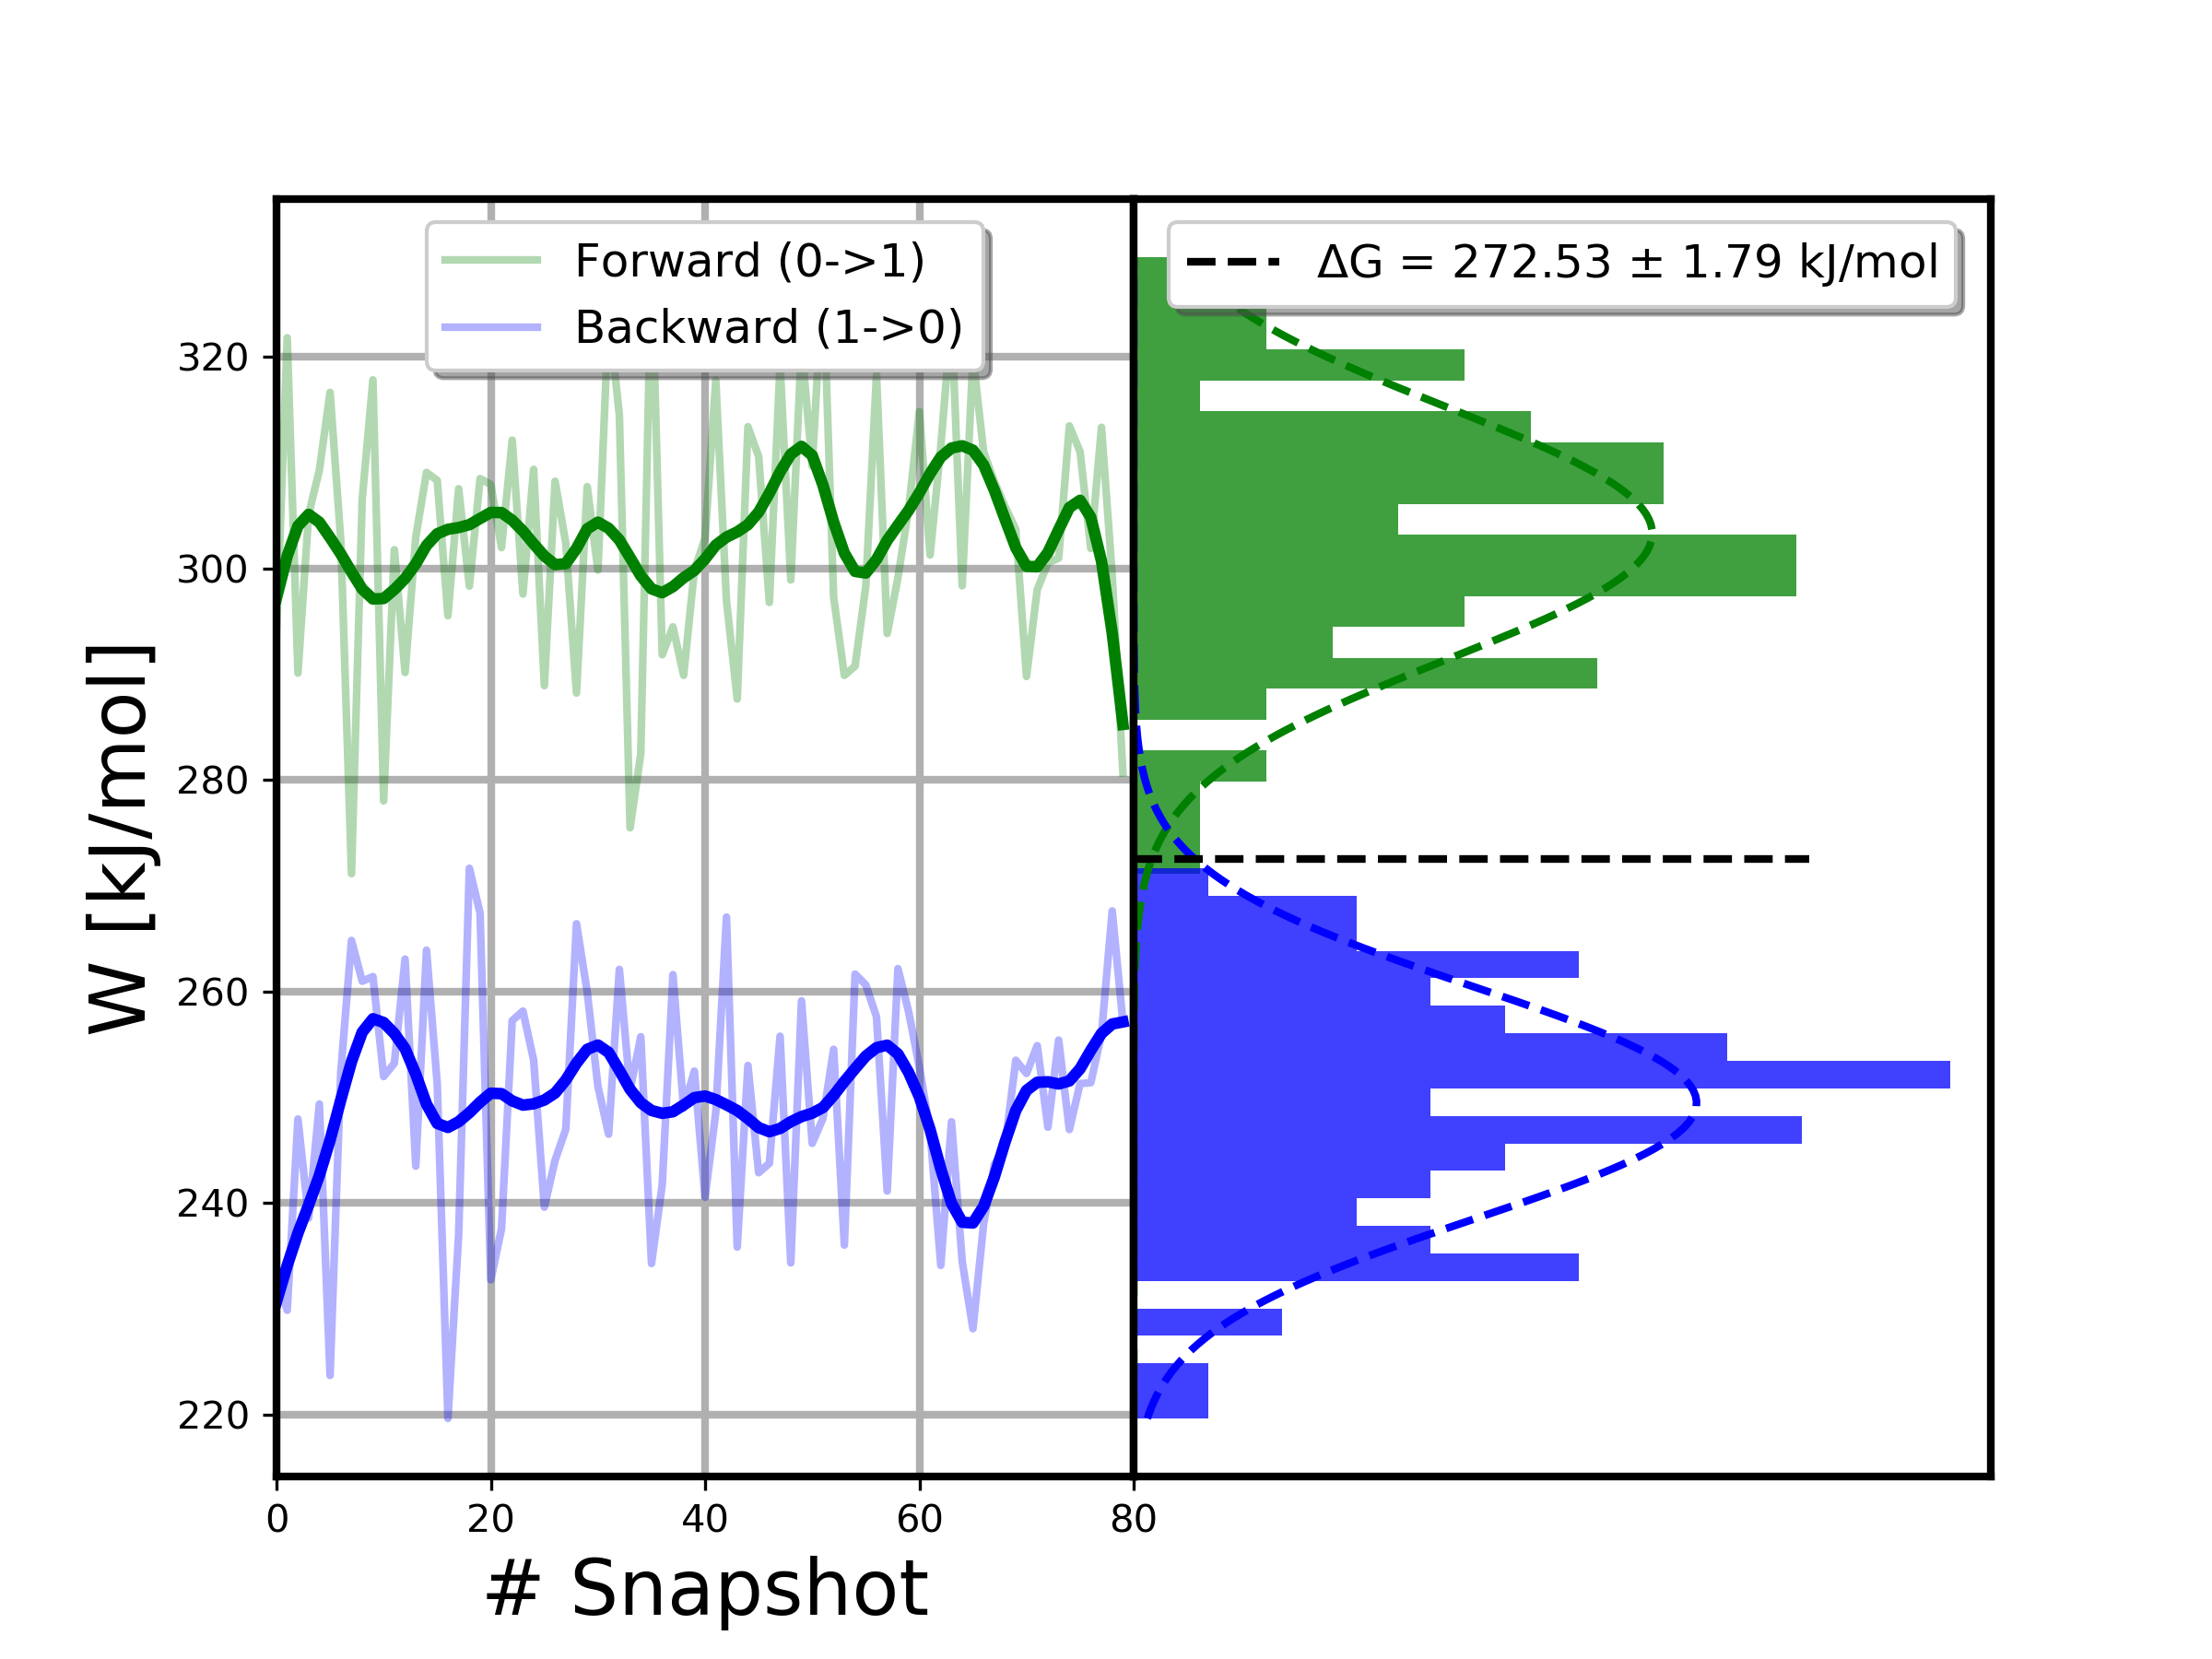 Forward (0->1)
Backward (1->0)
ΔG = 272.53 ± 1.79 kJ/mol
W [kJ/mol]
320
300
280
260
240
220
0 20 40 60 80
# Snapshot